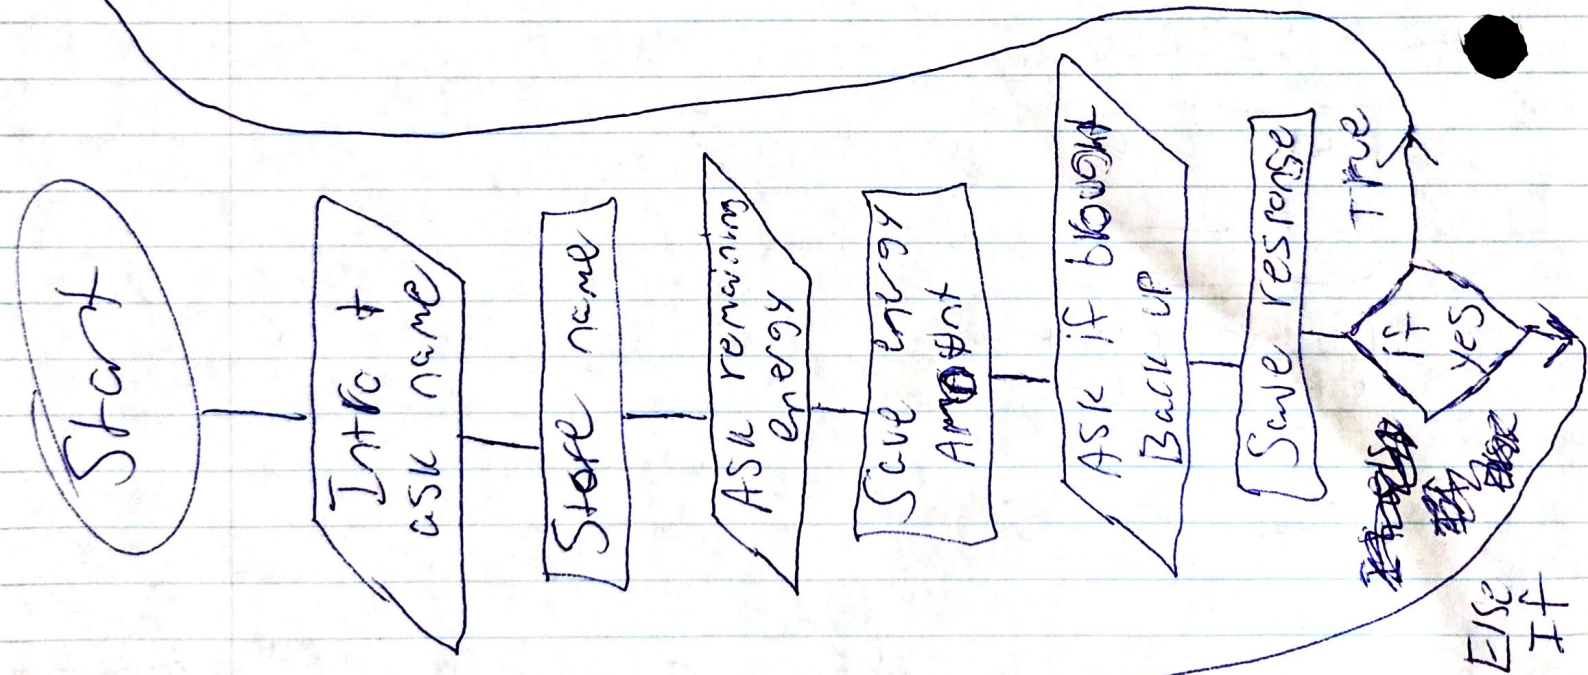 Start
Intro +
ask name
Store name
Ask remaining
energy
Save energy
Amount
Ask if brought
Back up
Save response
True
if
yes
Else
If